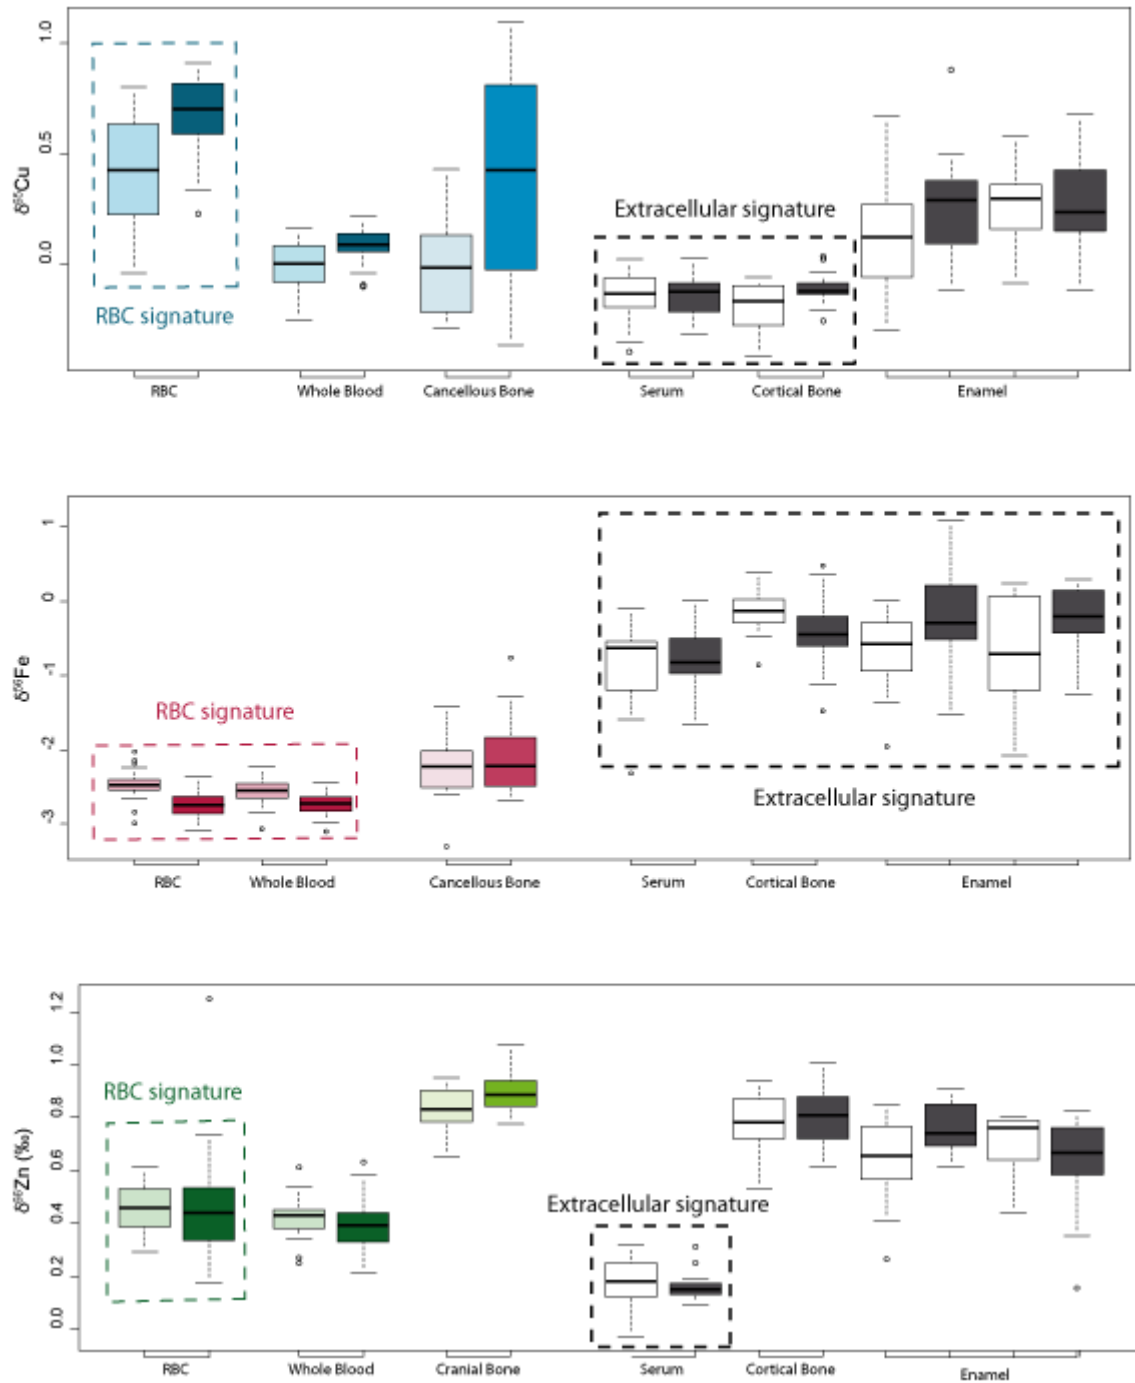 1.0
0.5
0.0
δ⁶⁵Cu
RBC signature
Extracellular signature
RBC
Whole Blood
Cancellous Bone
Serum
Cortical Bone
Enamel
1
0
-1
-2
-3
δ⁵⁶Fe
RBC signature
Extracellular signature
RBC
Whole Blood
Cancellous Bone
Serum
Cortical Bone
Enamel
1.2
1.0
0.8
0.6
0.4
0.2
0.0
δ⁶⁶Zn (‰)
RBC signature
Extracellular signature
RBC
Whole Blood
Cranial Bone
Serum
Cortical Bone
Enamel